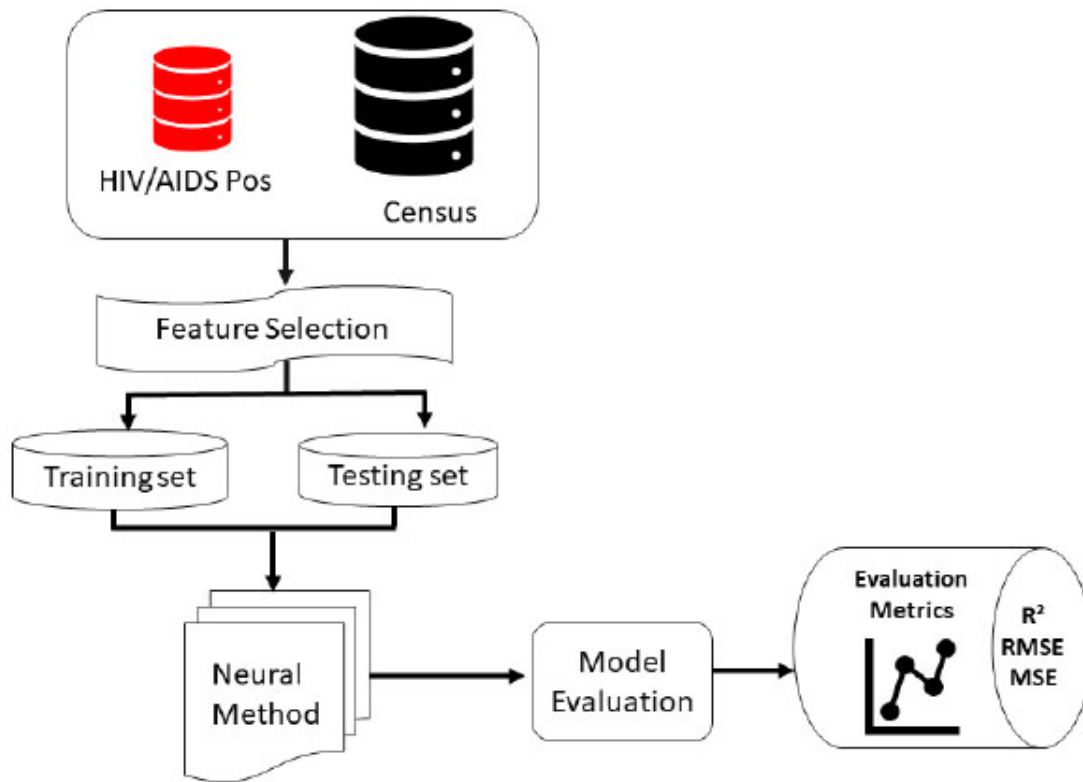 HIV/AIDS Pos
Census
Feature Selection
Training set
Testing set
Neural
Method
Model
Evaluation
Evaluation
Metrics
R²
RMSE
MSE